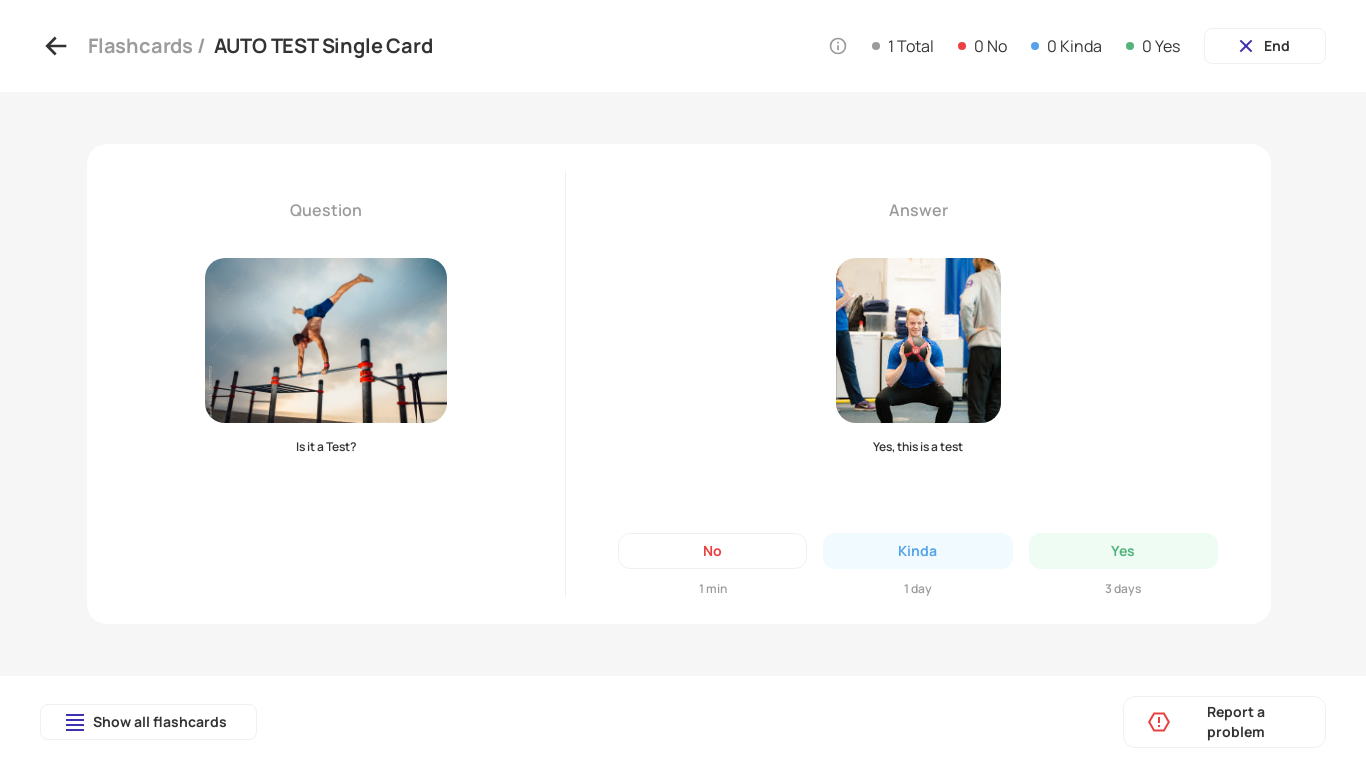 Flashcards / AUTO TEST Single Card
1 Total
0 No
0 Kinda
0 Yes
End
Question
Answer
Is it a Test?
Yes, this is a test
No
Kinda
Yes
1 min
1 day
3 days
Show all flashcards
Report a
problem